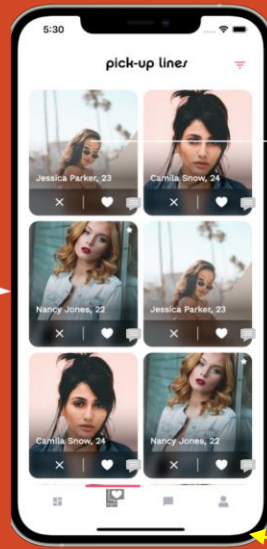 5:30
pick-up lines
Jessica Parker, 23
Camila Snow, 24
Nancy Jones, 22
Jessica Parker, 23
Camila Snow, 24
Nancy Jones, 22